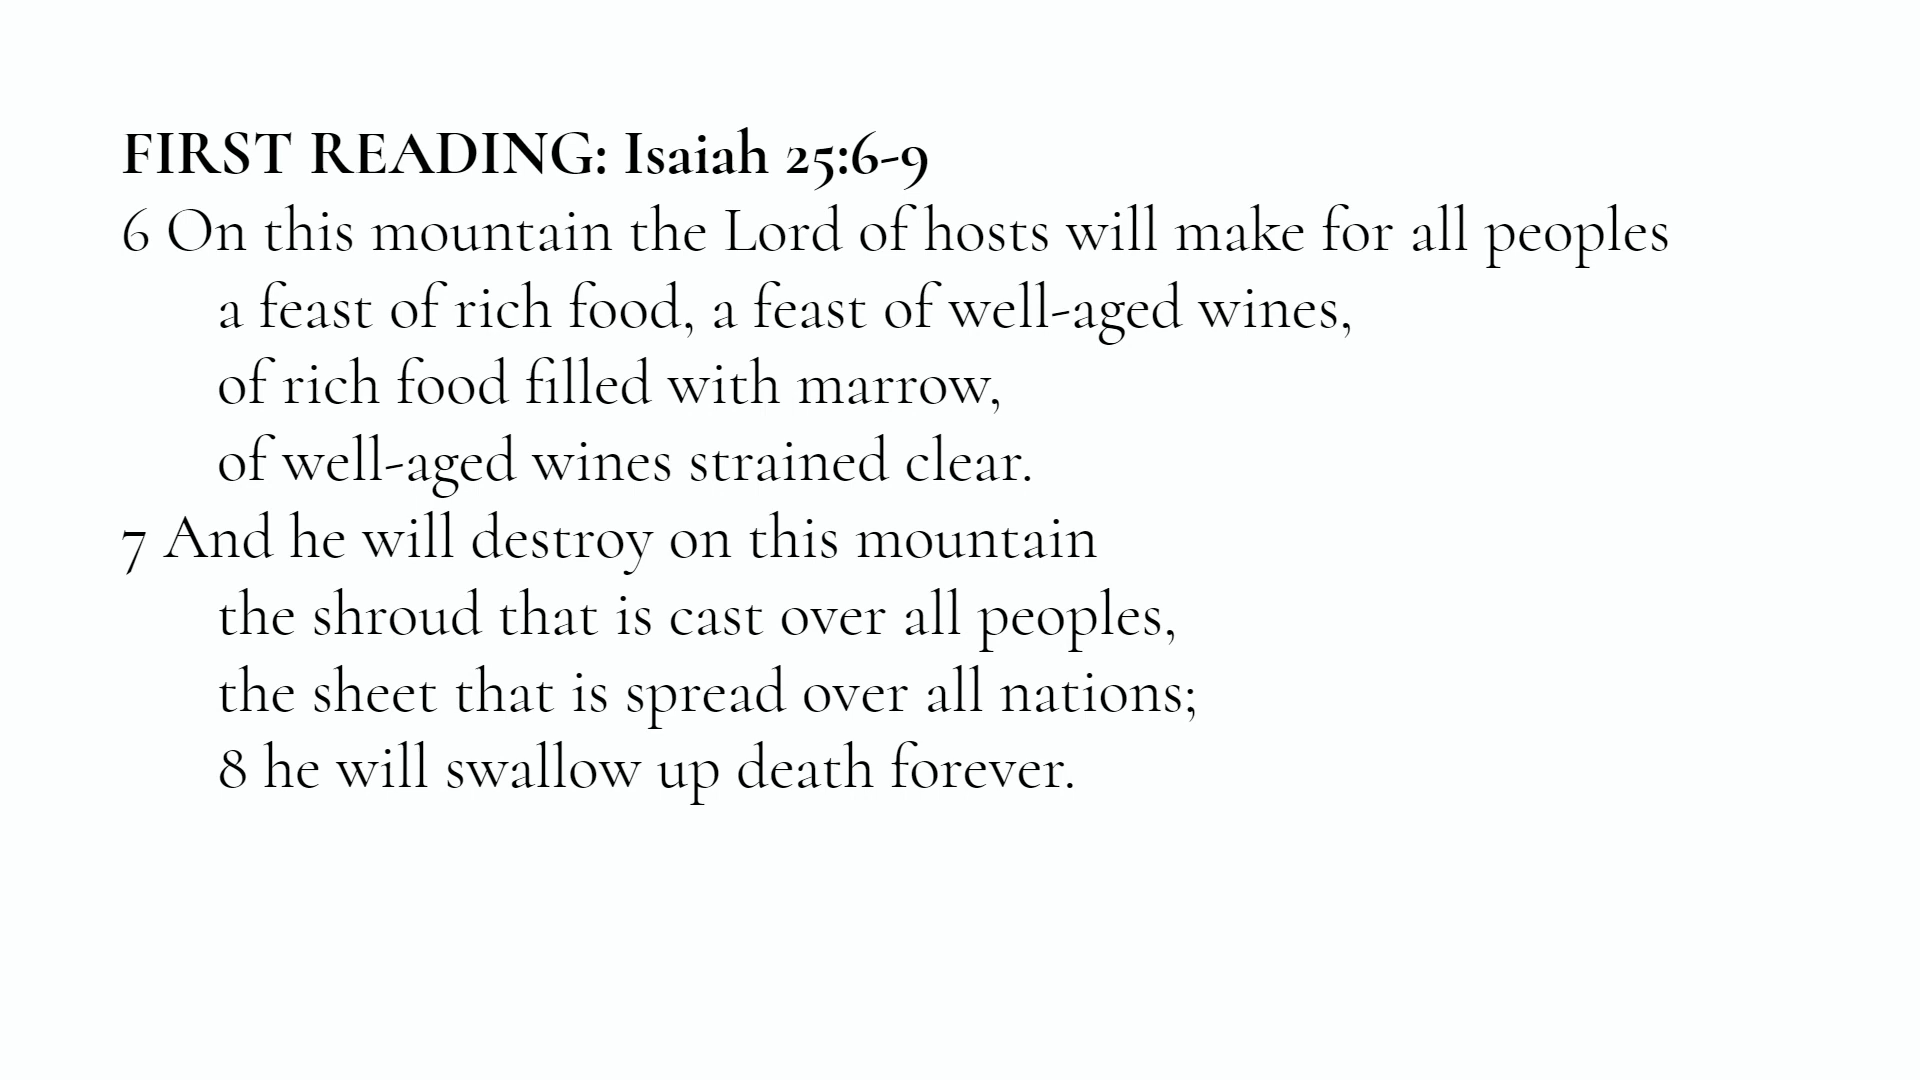 FIRST READING: Isaiah 25:6-9
6 On this mountain the Lord of hosts will make for all peoples
a feast of rich food, a feast of well-aged wines,
of rich food filled with marrow,
of well-aged wines strained clear.
7 And he will destroy on this mountain
the shroud that is cast over all peoples,
the sheet that is spread over all nations;
8 he will swallow up death forever.